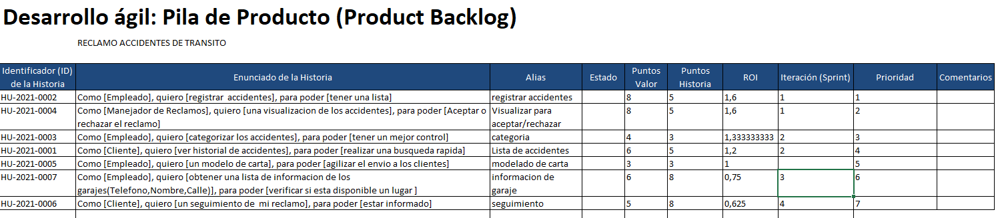 Desarrollo ágil: Pila de Producto (Product Backlog)
RECLAMO ACCIDENTES DE TRANSITO
Identificador (ID) de la Historia Enunciado de la Historia Alias Estado Puntos Valor Puntos Historia ROI Iteración (Sprint) Prioridad Comentarios
HU-2021-0002 Como [Empleado], quiero [registrar accidentes], para poder [tener una lista] registrar accidentes 8 5 1,6 1 1
HU-2021-0004 Como [Manejador de Reclamos], quiero [una visualizacion de los accidentes], para poder [Aceptar o rechazar el reclamo] Visualizar para aceptar/rechazar 8 5 1,6 1 2
HU-2021-0003 Como [Empleado], quiero [categorizar los accidentes], para poder [tener un mejor control] categoria 4 3 1,333333333 2 3
HU-2021-0001 Como [Cliente], quiero [ver historial de accidentes], para poder [realizar una busqueda rapida] Lista de accidentes 6 5 1,2 2 4
HU-2021-0005 Como [Empleado], quiero [un modelo de carta], para poder [agilizar el envio a los clientes] modelado de carta 3 3 1 5
HU-2021-0007 Como [Empleado], quiero [obtener una lista de informacion de los garajes(Telefono,Nombre,Calle)], para poder [verificar si esta disponible un lugar ] informacion de garaje 6 8 0,75 3 6
HU-2021-0006 Como [Cliente], quiero [un seguimiento de mi reclamo], para poder [estar informado] seguimiento 5 8 0,625 4 7